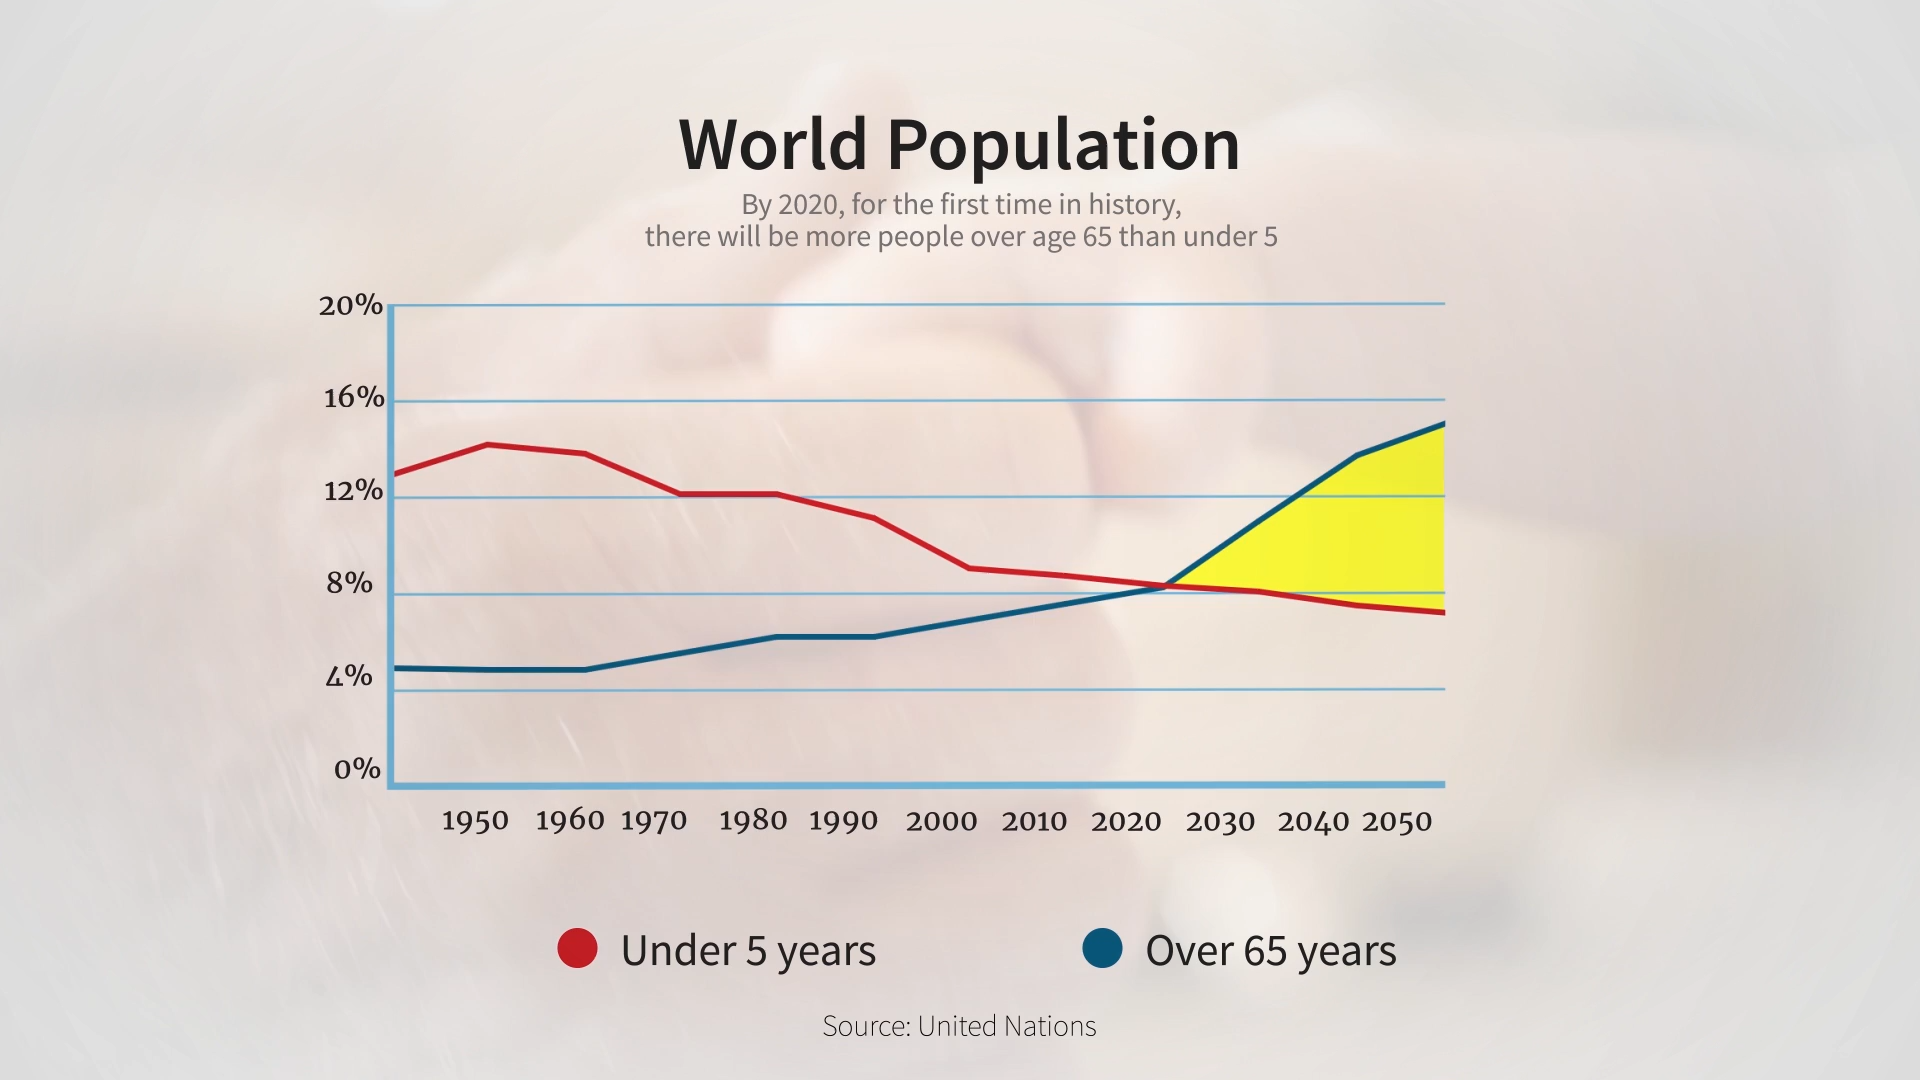 World Population
By 2020, for the first time in history,
there will be more people over age 65 than under 5
20%
16%
12%
8%
4%
0%
1950 1960 1970 1980 1990 2000 2010 2020 2030 2040 2050
Under 5 years
Over 65 years
Source: United Nations